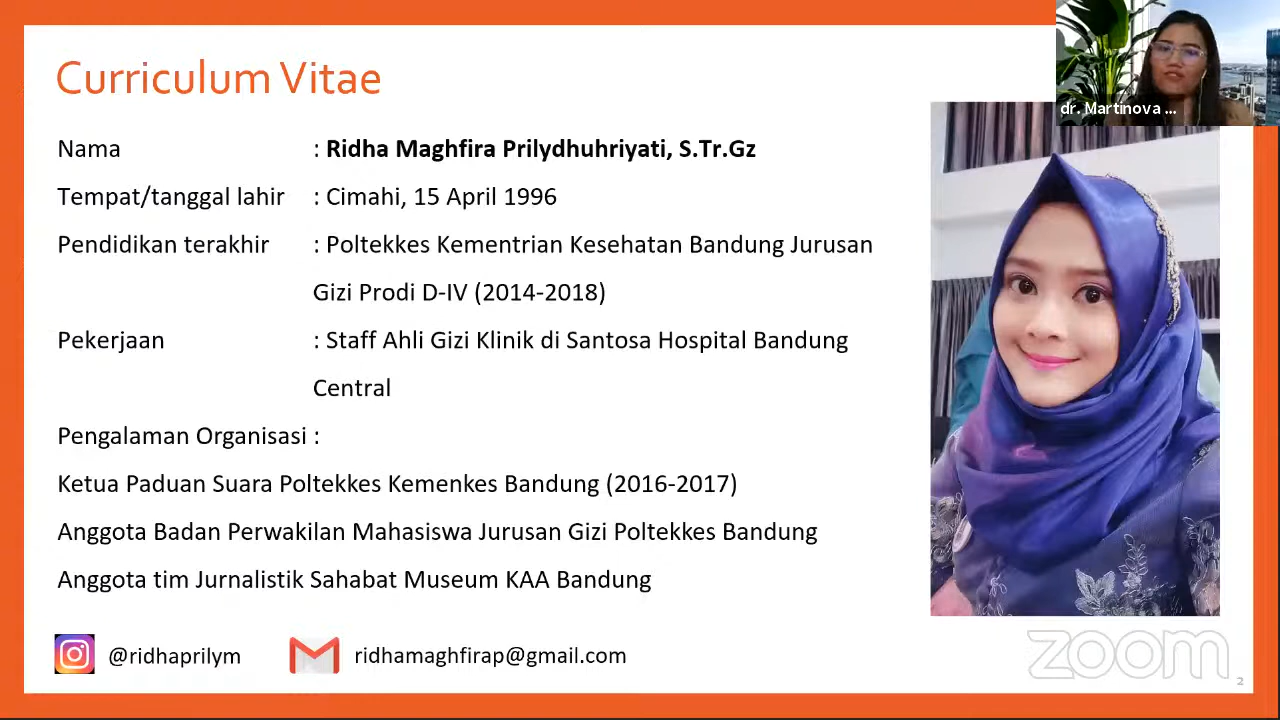 Curriculum Vitae
dr. Martinova ...
Nama : Ridha Maghfira Prilydhuhriyati, S.Tr.Gz
Tempat/tanggal lahir : Cimahi, 15 April 1996
Pendidikan terakhir : Poltekkes Kementrian Kesehatan Bandung Jurusan
Gizi Prodi D-IV (2014-2018)
Pekerjaan : Staff Ahli Gizi Klinik di Santosa Hospital Bandung
Central
Pengalaman Organisasi :
Ketua Paduan Suara Poltekkes Kemenkes Bandung (2016-2017)
Anggota Badan Perwakilan Mahasiswa Jurusan Gizi Poltekkes Bandung
Anggota tim Jurnalistik Sahabat Museum KAA Bandung
@ridhaprilym ridhamaghfirap@gmail.com
zoom
2